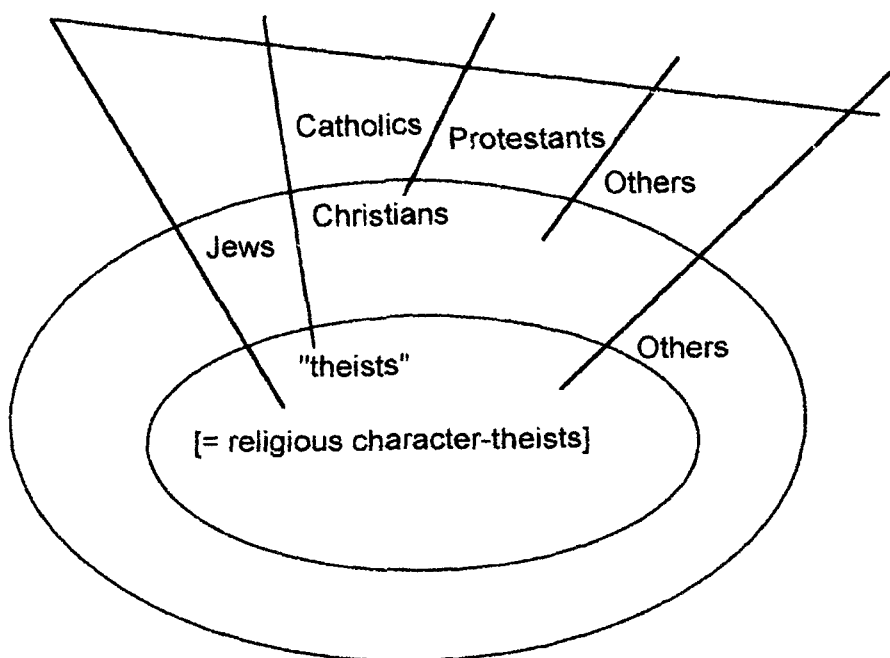 Catholics
Protestants
Others
Christians
Jews
Others
"theists"
[= religious character-theists]